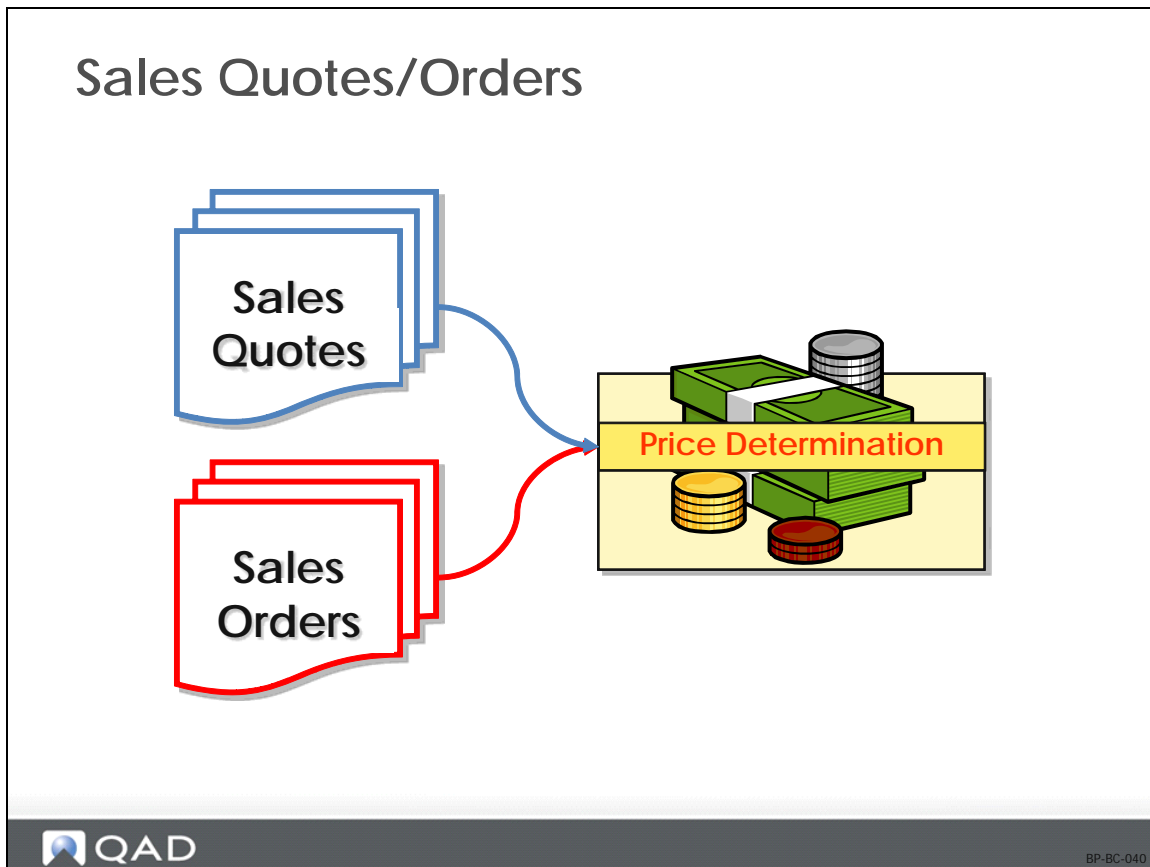 Sales Quotes/Orders
Sales
Quotes
Price Determination
Sales
Orders
QAD
BP-BC-040